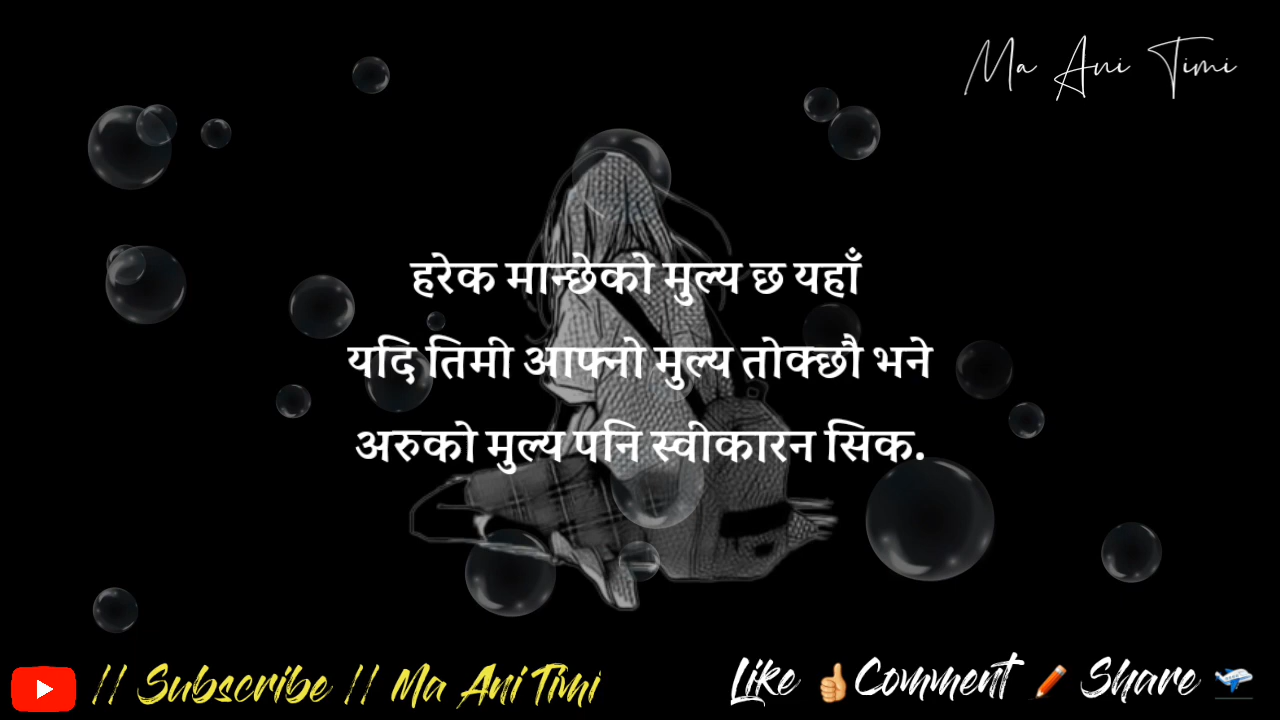 Ma Ani Timi
हरेक मान्छेको मुल्य छ यहाँ
यदि तिमी आफ्नो मुल्य तोक्छौ भने
अरुको मुल्य पनि स्वीकारन सिक.
// Subscribe // Ma Ani Timi
Like 👍 Comment ✏️ Share 🛫